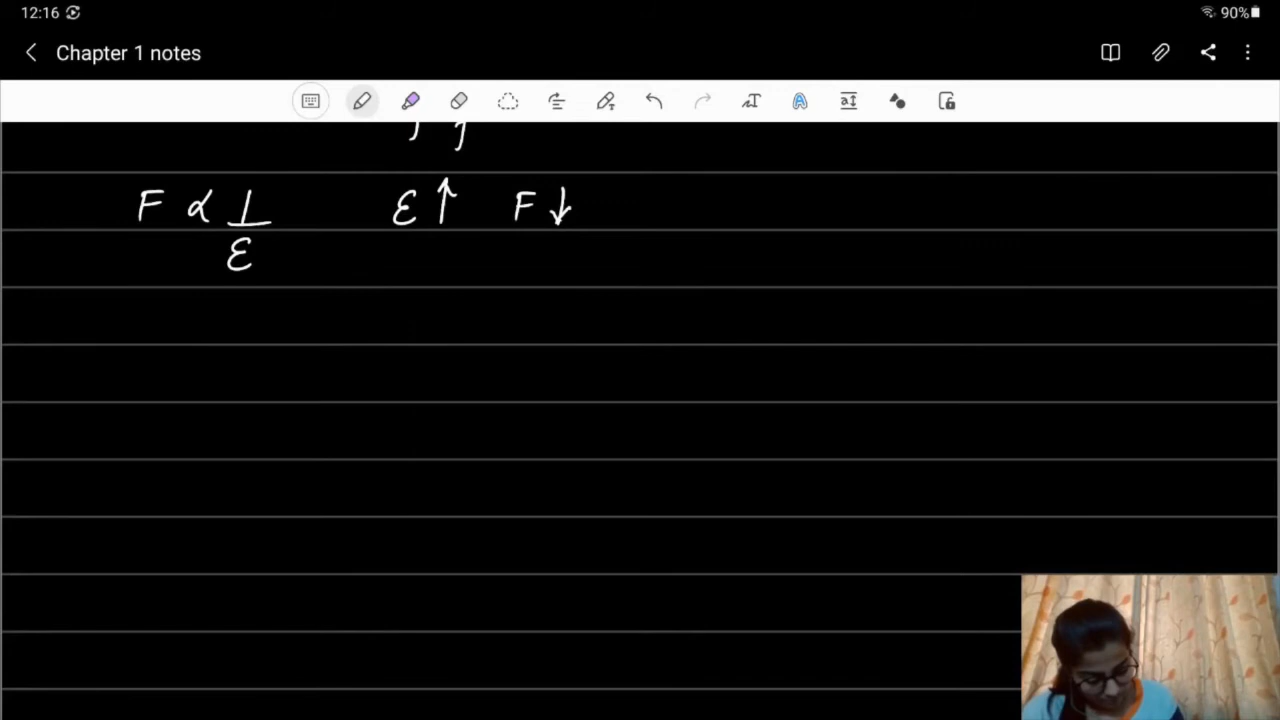 12:16 90%
Chapter 1 notes
F ∝ 1/ε ε ↑ F ↓